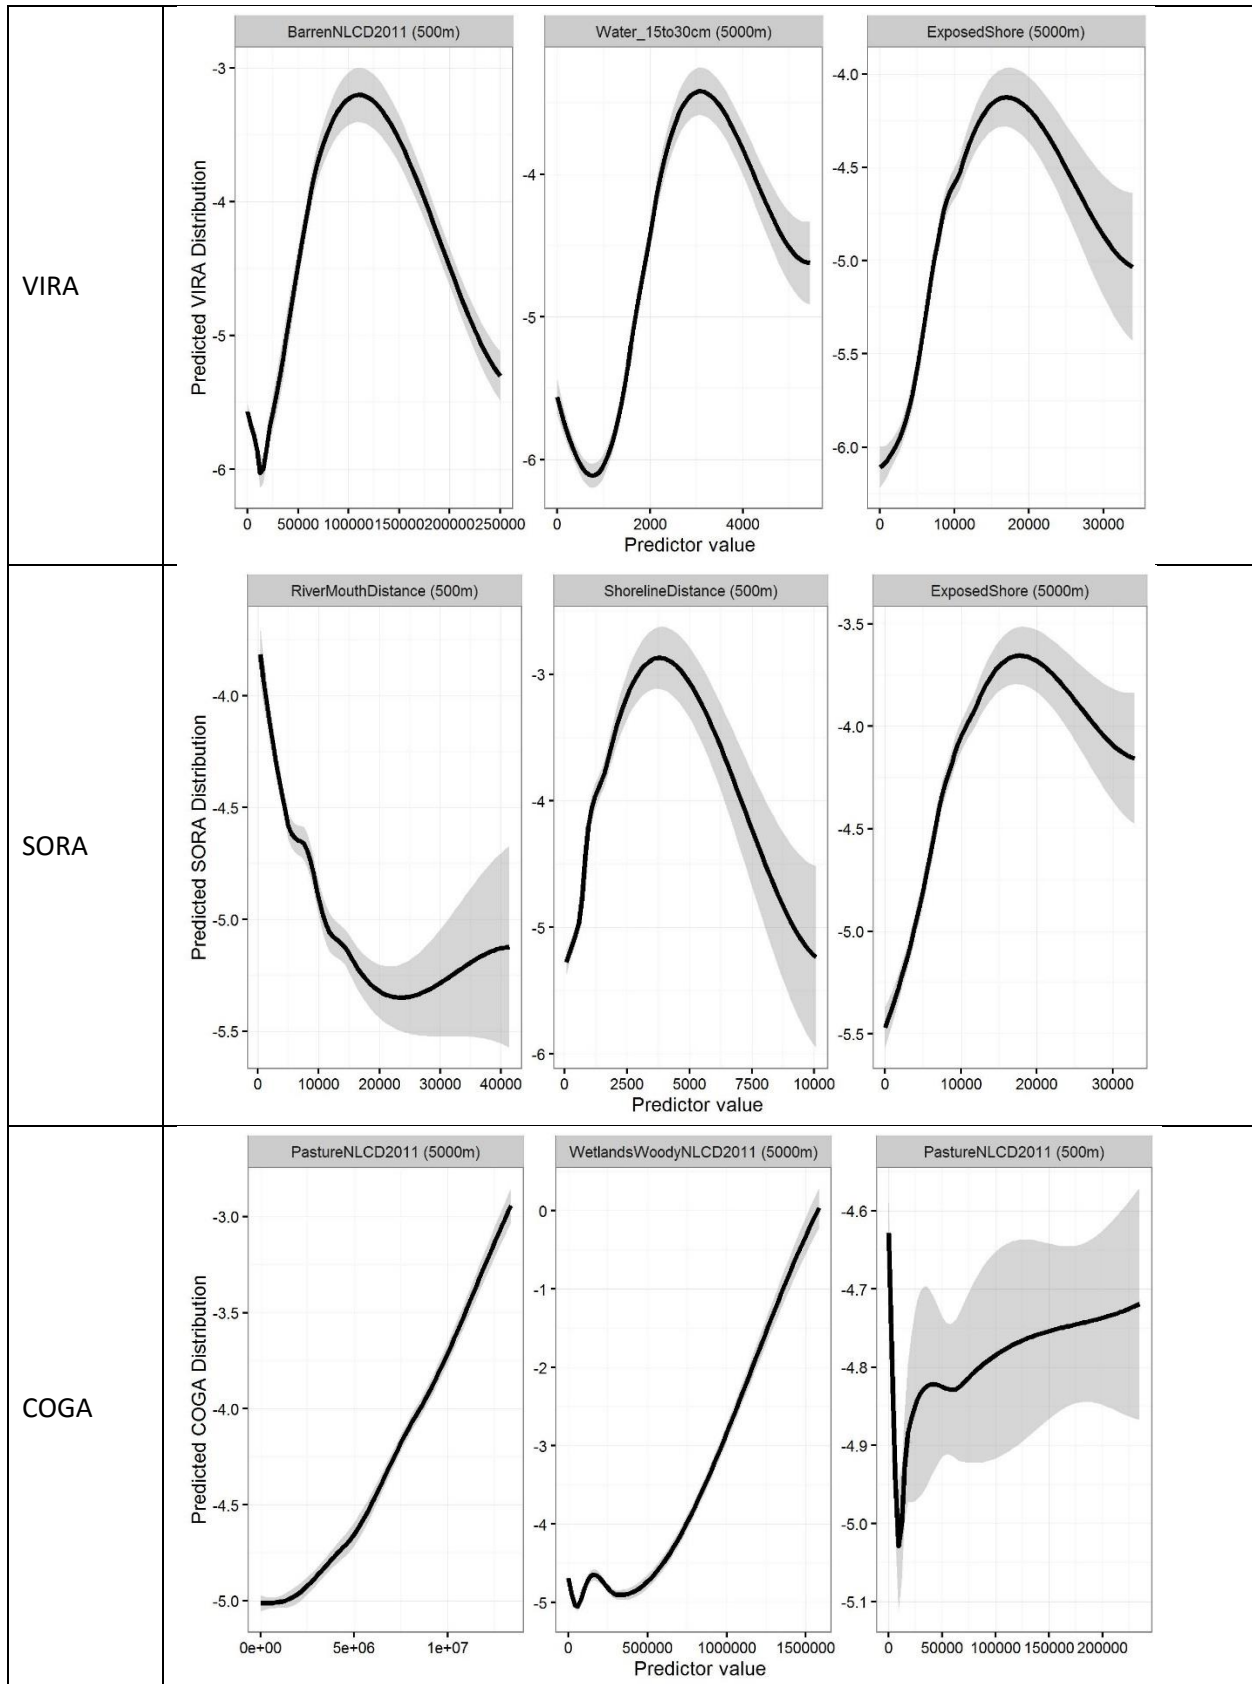 VIRA
BarrenNLCD2011 (500m)
Water_15to30cm (5000m)
ExposedShore (5000m)
Predicted VIRA Distribution
-3
-4
-5
-6
-4
-5
-6
-4.0
-4.5
-5.0
-5.5
-6.0
0 50000 100000 150000 200000 250000
0 2000 4000
0 10000 20000 30000
Predictor value
SORA
RiverMouthDistance (500m)
ShorelineDistance (500m)
ExposedShore (5000m)
Predicted SORA Distribution
-4.0
-4.5
-5.0
-5.5
-3
-4
-5
-6
-3.5
-4.0
-4.5
-5.0
-5.5
0 10000 20000 30000 40000
0 2500 5000 7500 10000
0 10000 20000 30000
Predictor value
COGA
PastureNLCD2011 (5000m)
WetlandsWoodyNLCD2011 (5000m)
PastureNLCD2011 (500m)
Predicted COGA Distribution
-3.0
-3.5
-4.0
-4.5
-5.0
0
-1
-2
-3
-4
-5
-4.6
-4.7
-4.8
-4.9
-5.0
-5.1
0e+00 5e+06 1e+07
0 500000 1000000 1500000
0 50000 100000 150000 200000
Predictor value